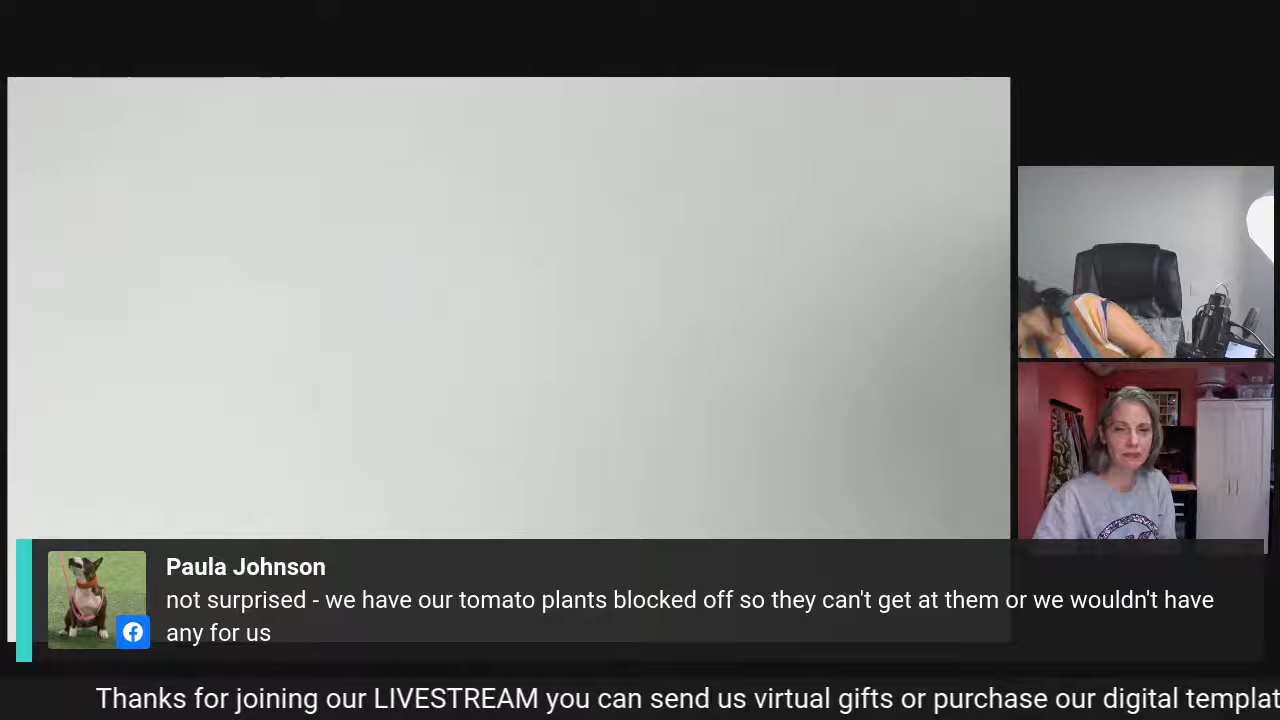 Paula Johnson
not surprised - we have our tomato plants blocked off so they can't get at them or we wouldn't have
any for us
Thanks for joining our LIVESTREAM you can send us virtual gifts or purchase our digital templat